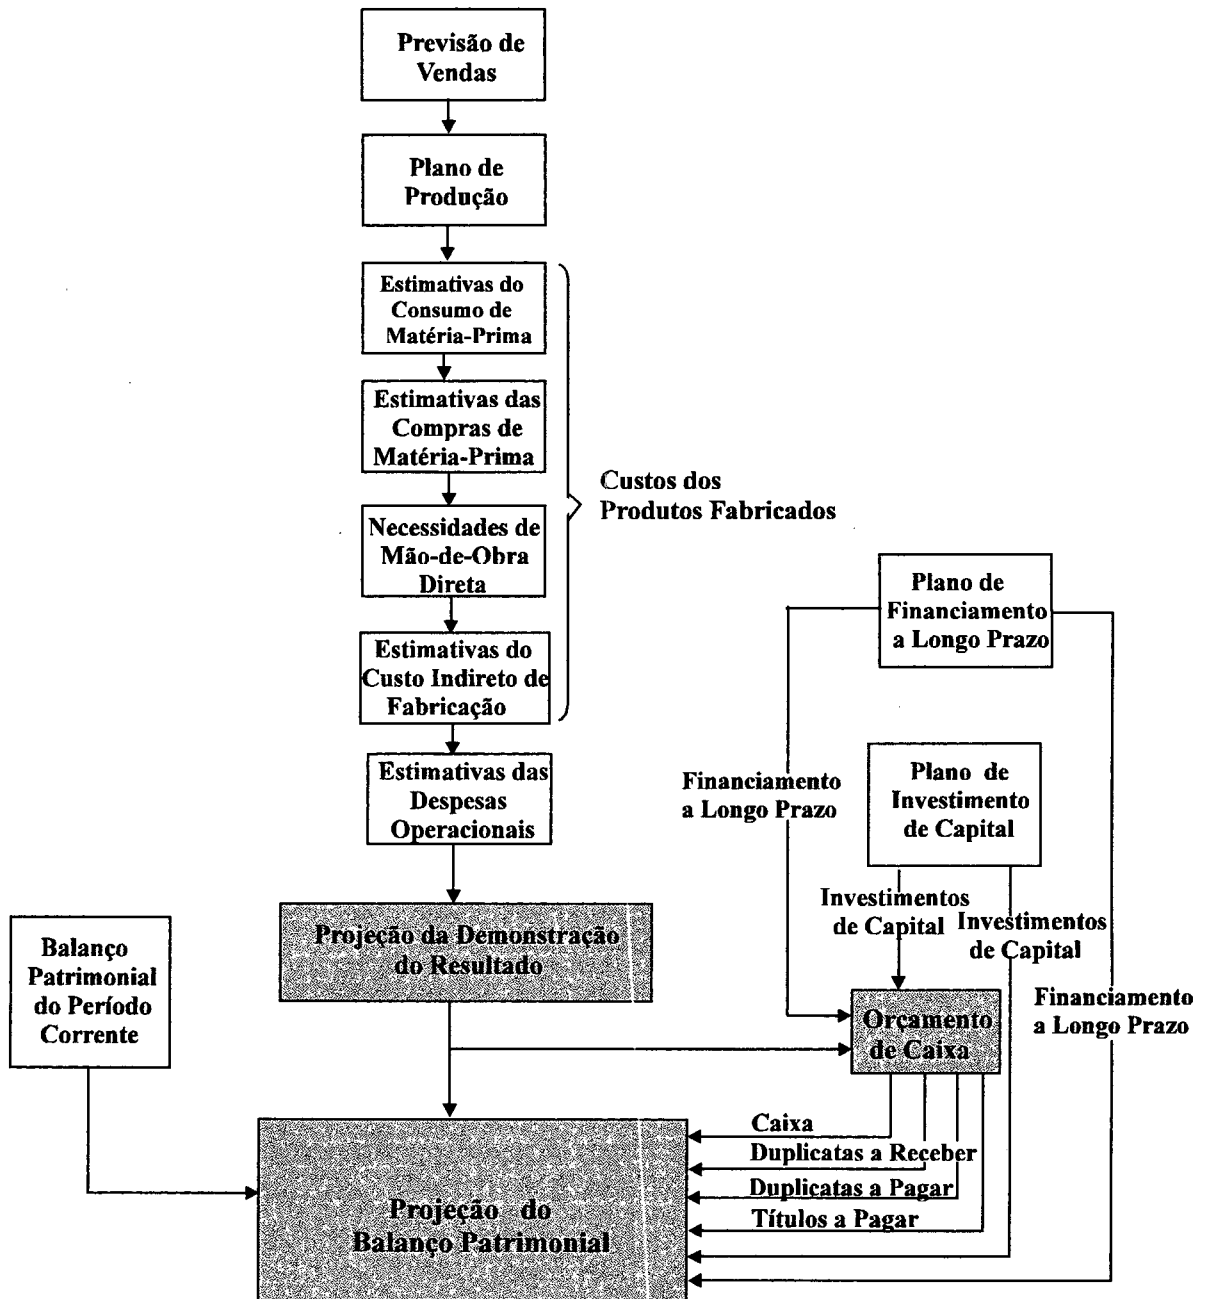 Previsão de
Vendas
Plano de
Produção
Estimativas do
Consumo de
Matéria-Prima
Estimativas das
Compras de
Matéria-Prima
Custos dos
Produtos Fabricados
Necessidades de
Mão-de-Obra
Direta
Estimativas do
Custo Indireto de
Fabricação
Estimativas das
Despesas
Operacionais
Plano de
Financiamento
a Longo Prazo
Plano de
Investimento
de Capital
Financiamento
a Longo Prazo
Investimentos
de Capital
Investimentos
de Capital
Financiamento
a Longo Prazo
Projeção da Demonstração
do Resultado
Balanço
Patrimonial
do Período
Corrente
Orçamento
de Caixa
Caixa
Duplicatas a Receber
Duplicatas a Pagar
Títulos a Pagar
Projeção do
Balanço Patrimonial